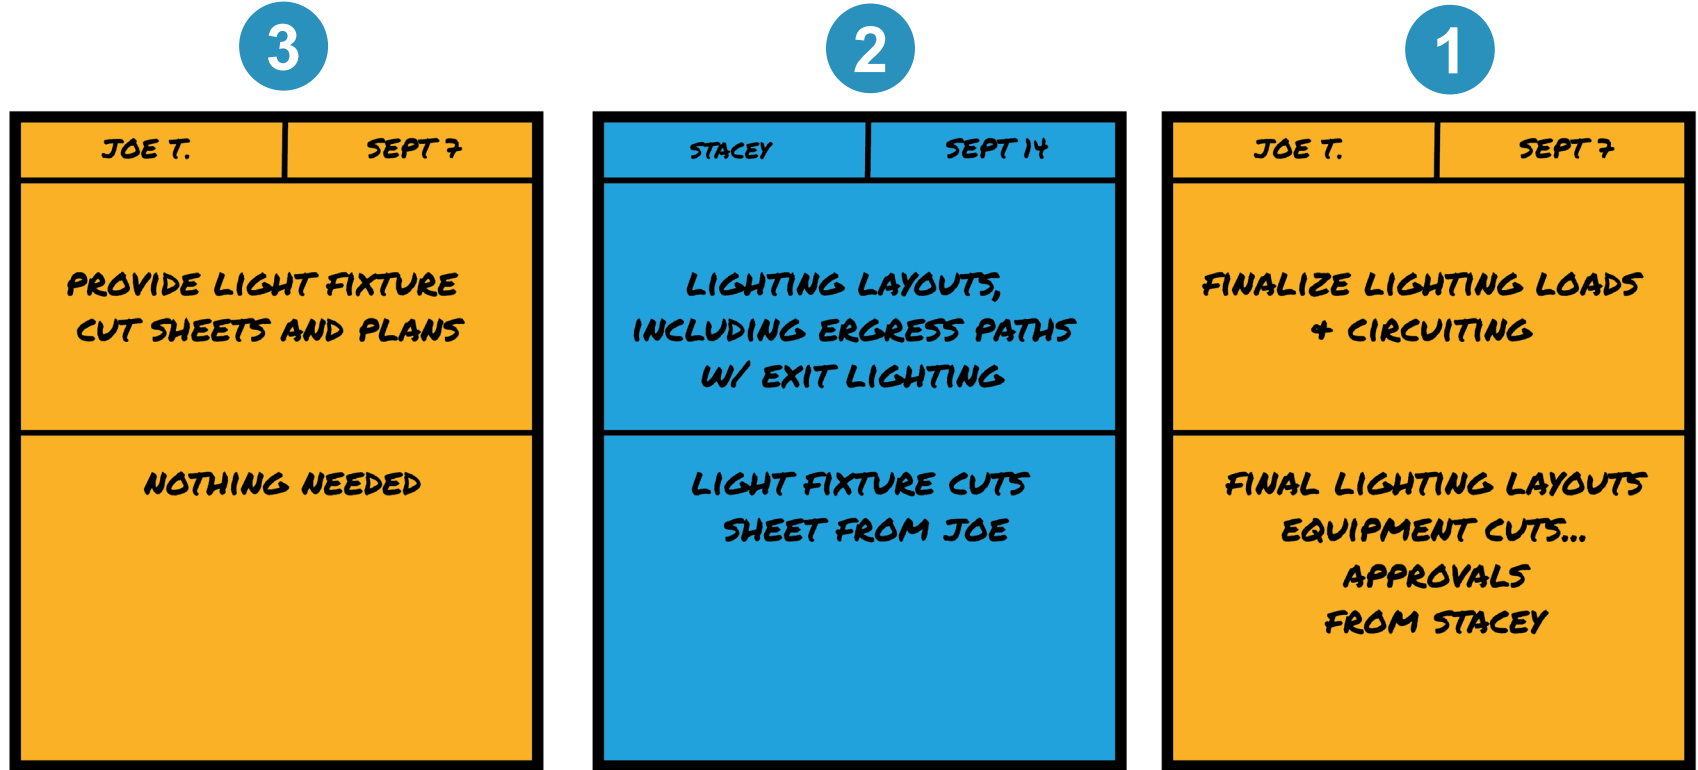 3
JOE T.
SEPT 7
PROVIDE LIGHT FIXTURE
CUT SHEETS AND PLANS
NOTHING NEEDED
2
STACEY
SEPT 14
LIGHTING LAYOUTS,
INCLUDING ERGRESS PATHS
W/ EXIT LIGHTING
LIGHT FIXTURE CUTS
SHEET FROM JOE
1
JOE T.
SEPT 7
FINALIZE LIGHTING LOADS
& CIRCUITING
FINAL LIGHTING LAYOUTS
EQUIPMENT CUTS...
APPROVALS
FROM STACEY